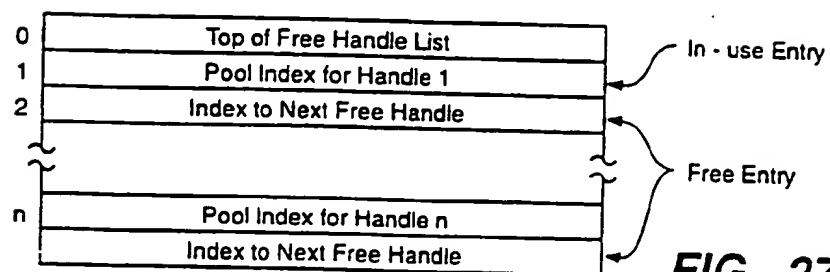 0 Top of Free Handle List
In - use Entry
1 Pool Index for Handle 1
2 Index to Next Free Handle
Free Entry
n Pool Index for Handle n
Index to Next Free Handle
FIG 27